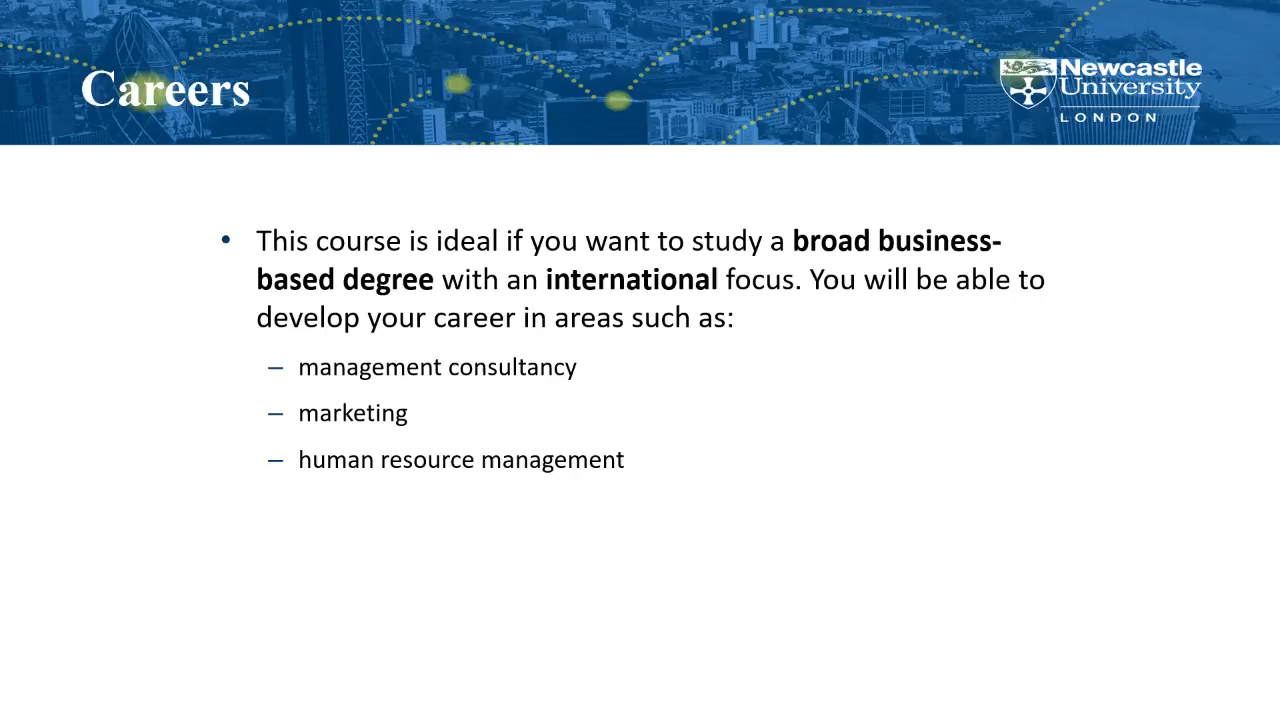 Careers
Newcastle
University
LONDON
• This course is ideal if you want to study a broad business-
based degree with an international focus. You will be able to
develop your career in areas such as:
– management consultancy
– marketing
– human resource management